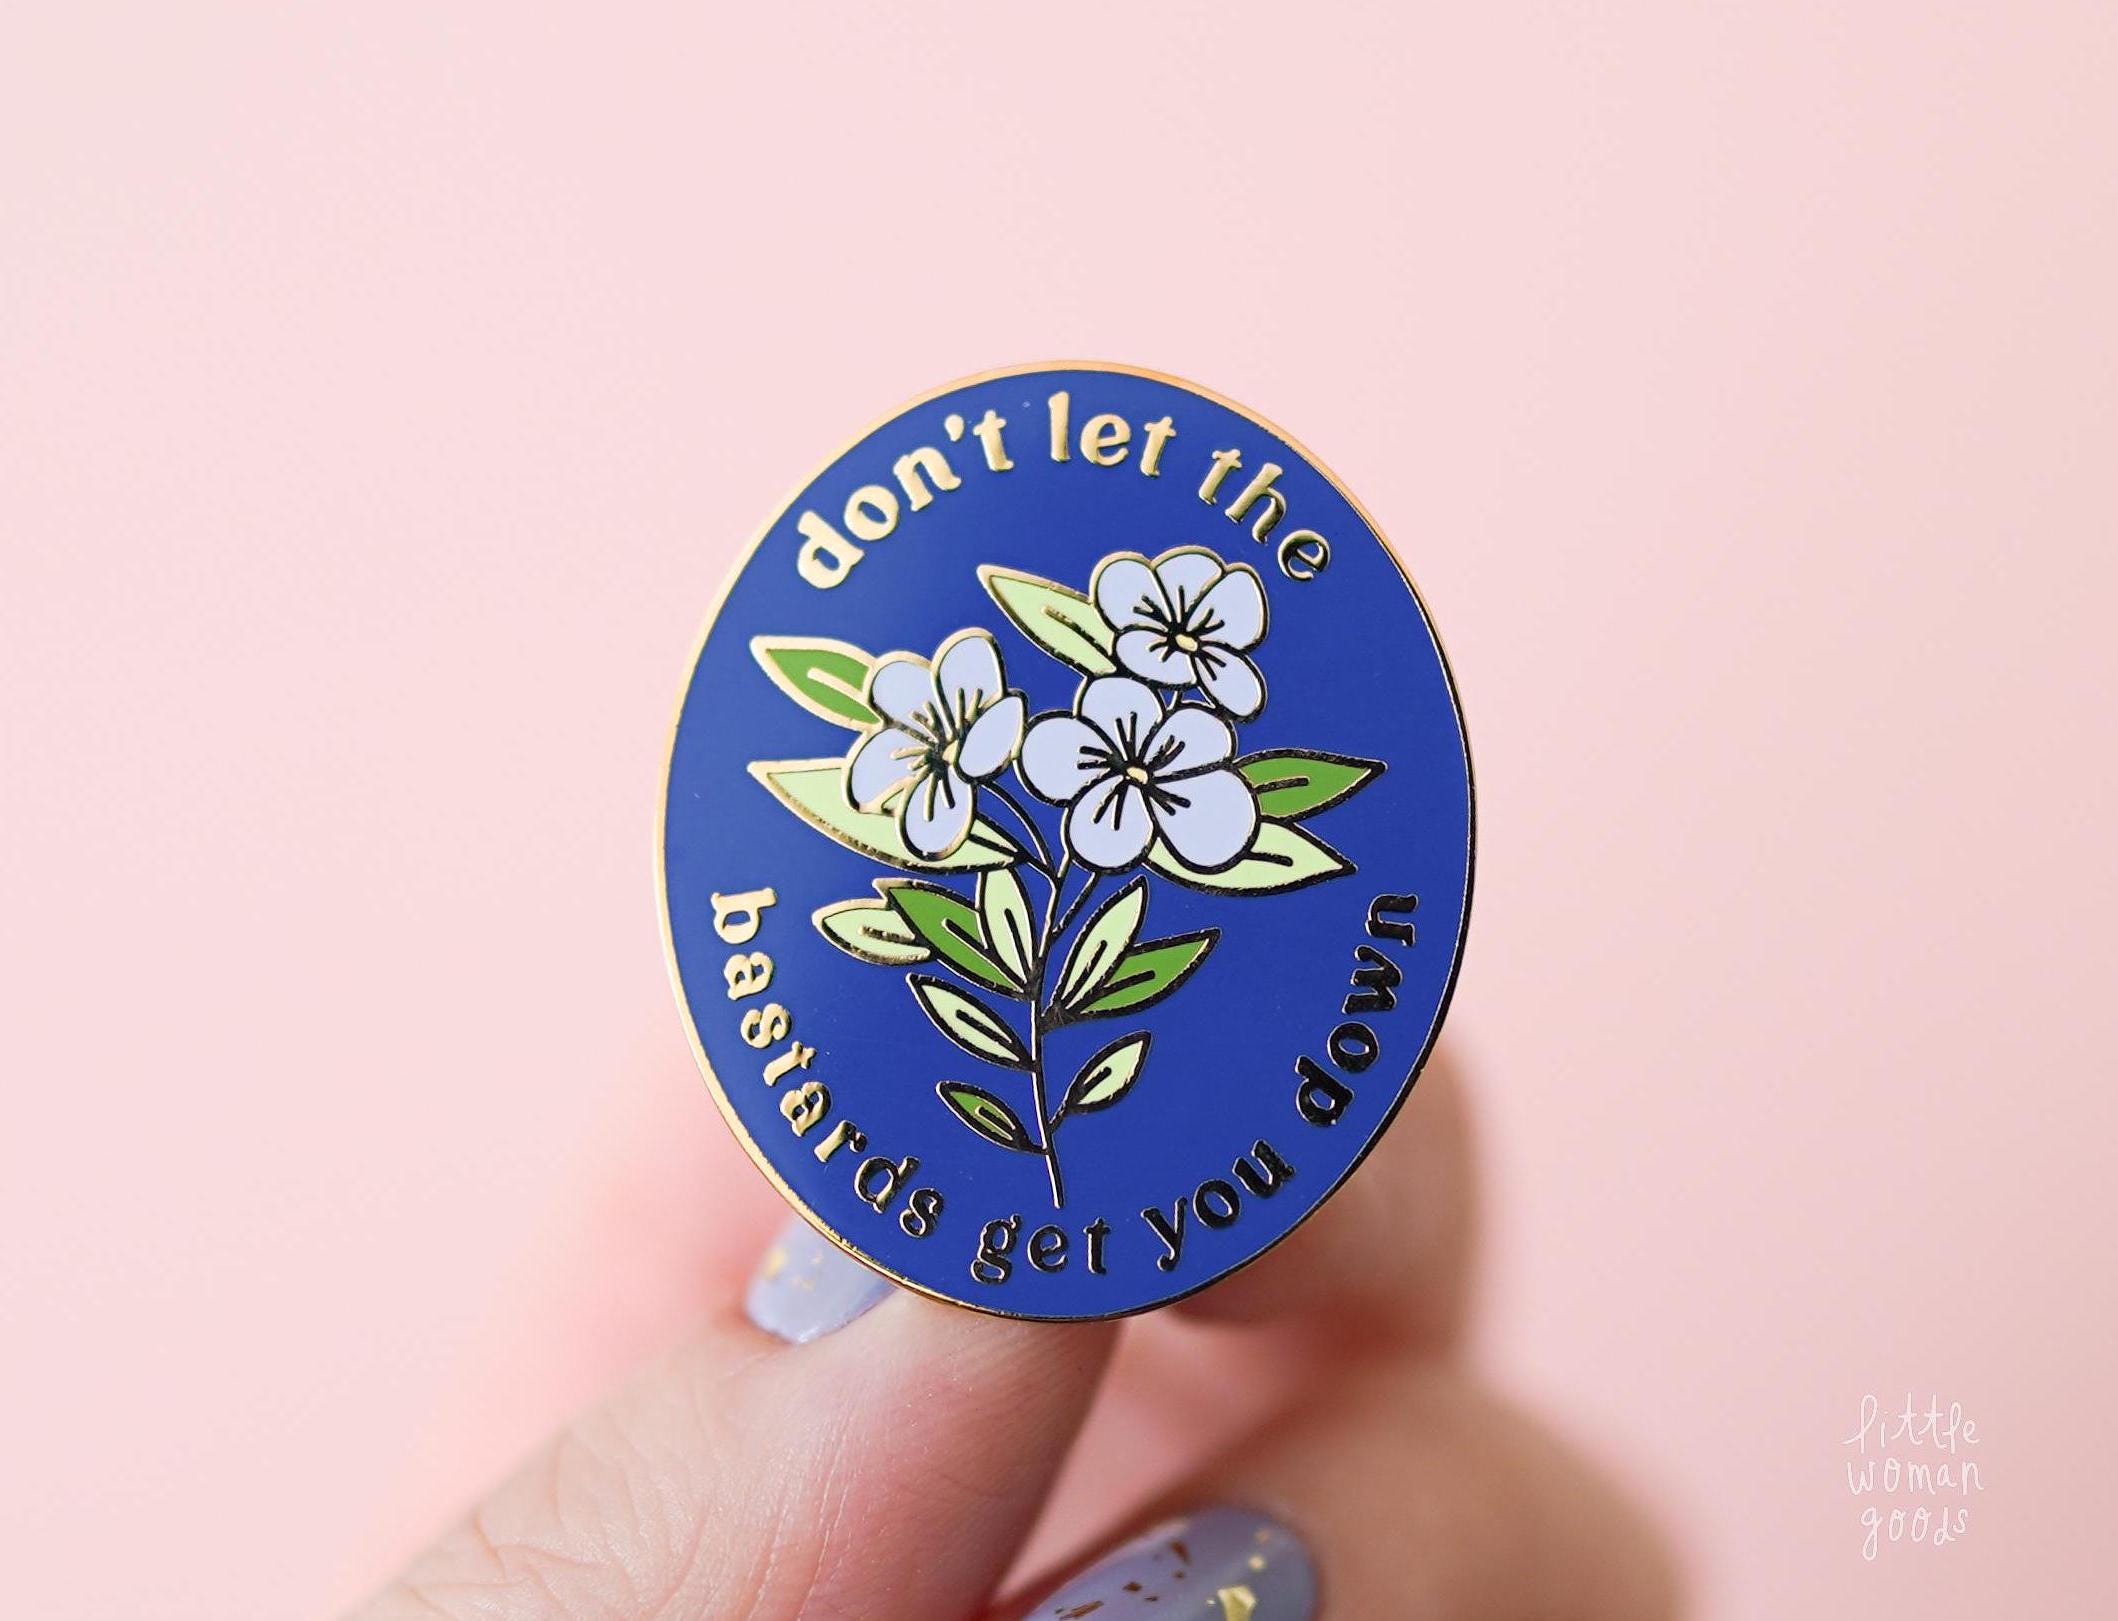 don't let the
bastards get you down
little
woman
goods